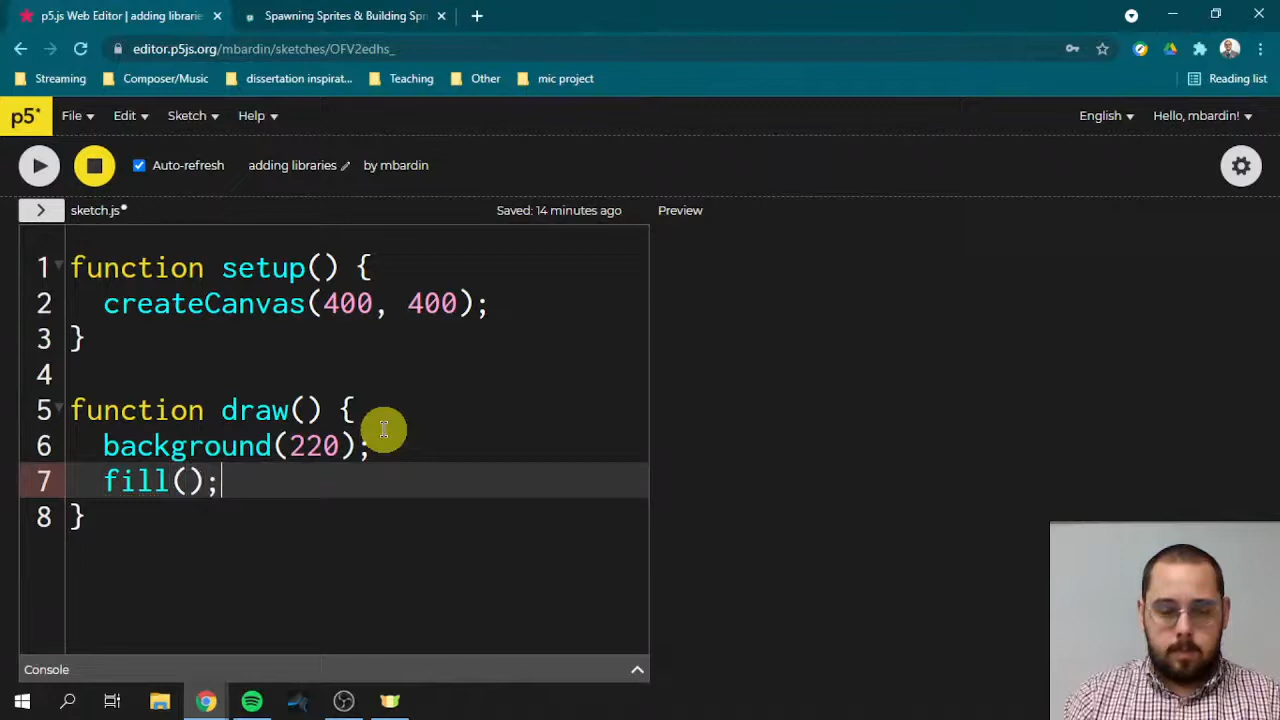 p5.js Web Editor | adding librarie
Spawning Sprites & Building Spr
editor.p5js.org/mbardin/sketches/OFV2edhs_
Streaming
Composer/Music
dissertation inspirat...
Teaching
Other
mic project
Reading list
p5*
File
Edit
Sketch
Help
English
Hello, mbardin!
Auto-refresh
adding libraries
by mbardin
sketch.js
Saved: 14 minutes ago
Preview
1 function setup() {
2 createCanvas(400, 400);
3 }
4
5 function draw() {
6 background(220);
7 fill();
8 }
Console